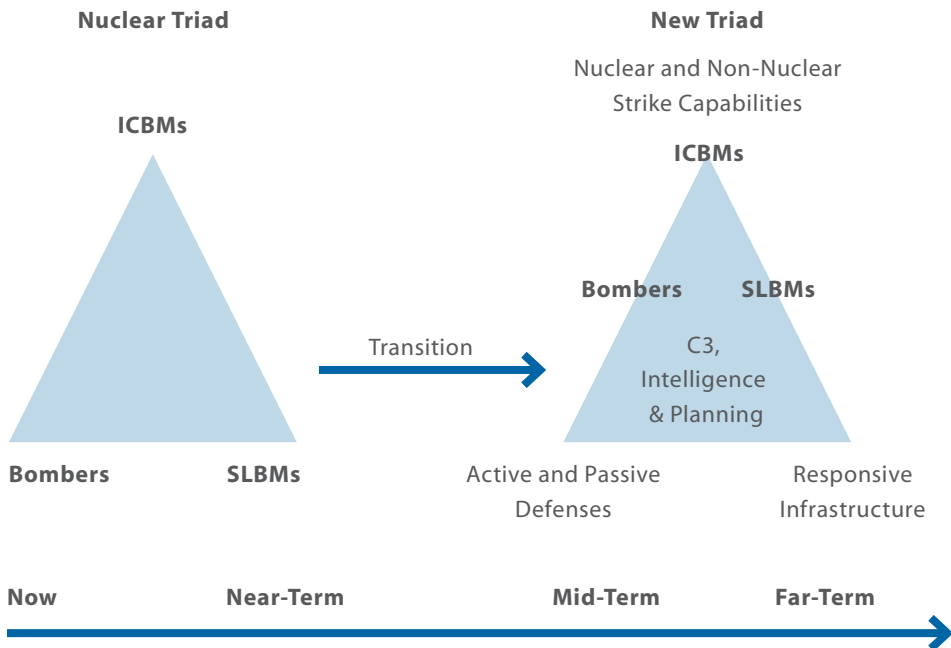 Nuclear Triad
ICBMs
Bombers
SLBMs
Transition
New Triad
Nuclear and Non-Nuclear
Strike Capabilities
ICBMs
Bombers
SLBMs
C3,
Intelligence
& Planning
Active and Passive
Defenses
Responsive
Infrastructure
Now
Near-Term
Mid-Term
Far-Term